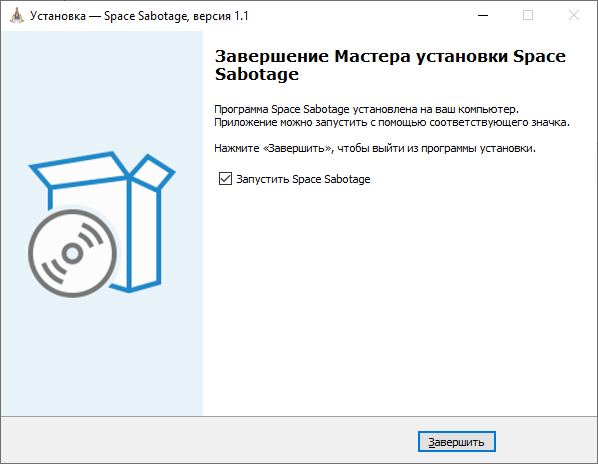 Установка — Space Sabotage, версия 1.1
Завершение Мастера установки Space
Sabotage
Программа Space Sabotage установлена на ваш компьютер.
Приложение можно запустить с помощью соответствующего значка.
Нажмите «Завершить», чтобы выйти из программы установки.
Запустить Space Sabotage
Завершить